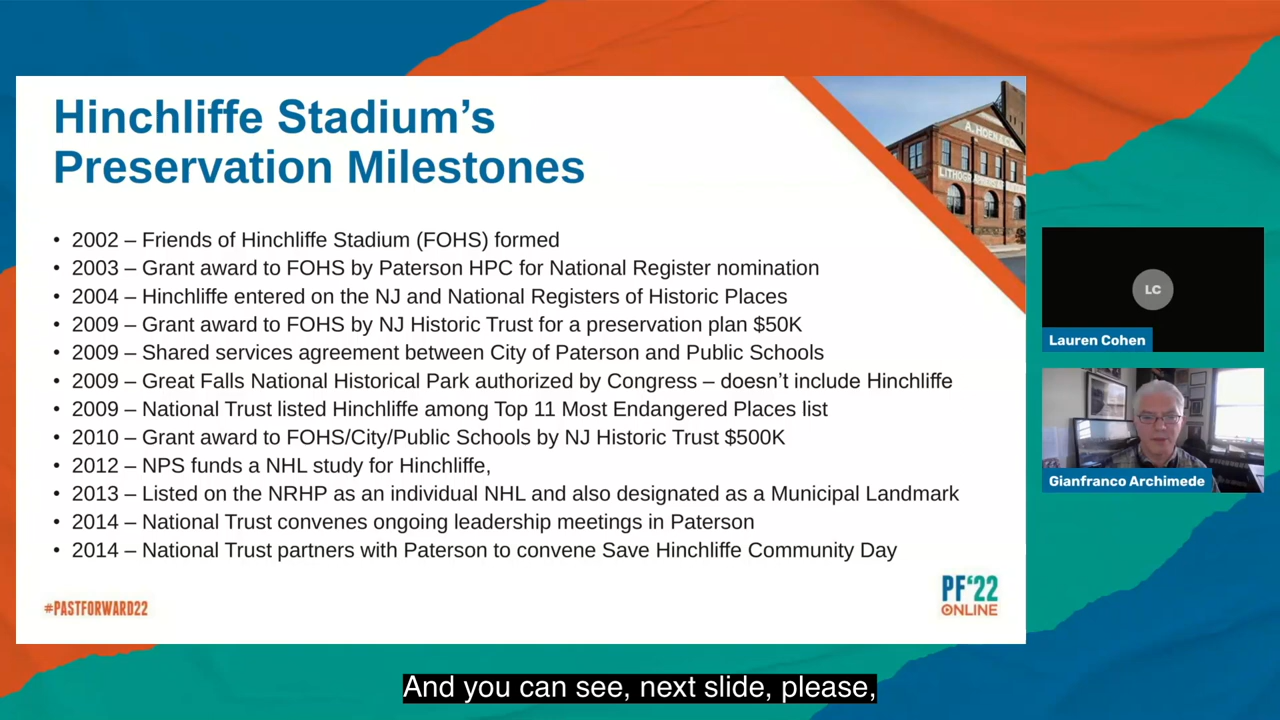 Hinchliffe Stadium’s
Preservation Milestones
A. HOEN & CO.
• 2002 – Friends of Hinchliffe Stadium (FOHS) formed
• 2003 – Grant award to FOHS by Paterson HPC for National Register nomination
• 2004 – Hinchliffe entered on the NJ and National Registers of Historic Places
• 2009 – Grant award to FOHS by NJ Historic Trust for a preservation plan $50K
• 2009 – Shared services agreement between City of Paterson and Public Schools
• 2009 – Great Falls National Historical Park authorized by Congress – doesn’t include Hinchliffe
• 2009 – National Trust listed Hinchliffe among Top 11 Most Endangered Places list
• 2010 – Grant award to FOHS/City/Public Schools by NJ Historic Trust $500K
• 2012 – NPS funds a NHL study for Hinchliffe,
• 2013 – Listed on the NRHP as an individual NHL and also designated as a Municipal Landmark
• 2014 – National Trust convenes ongoing leadership meetings in Paterson
• 2014 – National Trust partners with Paterson to convene Save Hinchliffe Community Day
#PASTFORWARD22
PF‘22
ONLINE
LC
Lauren Cohen
Gianfranco Archimede
And you can see, next slide, please,